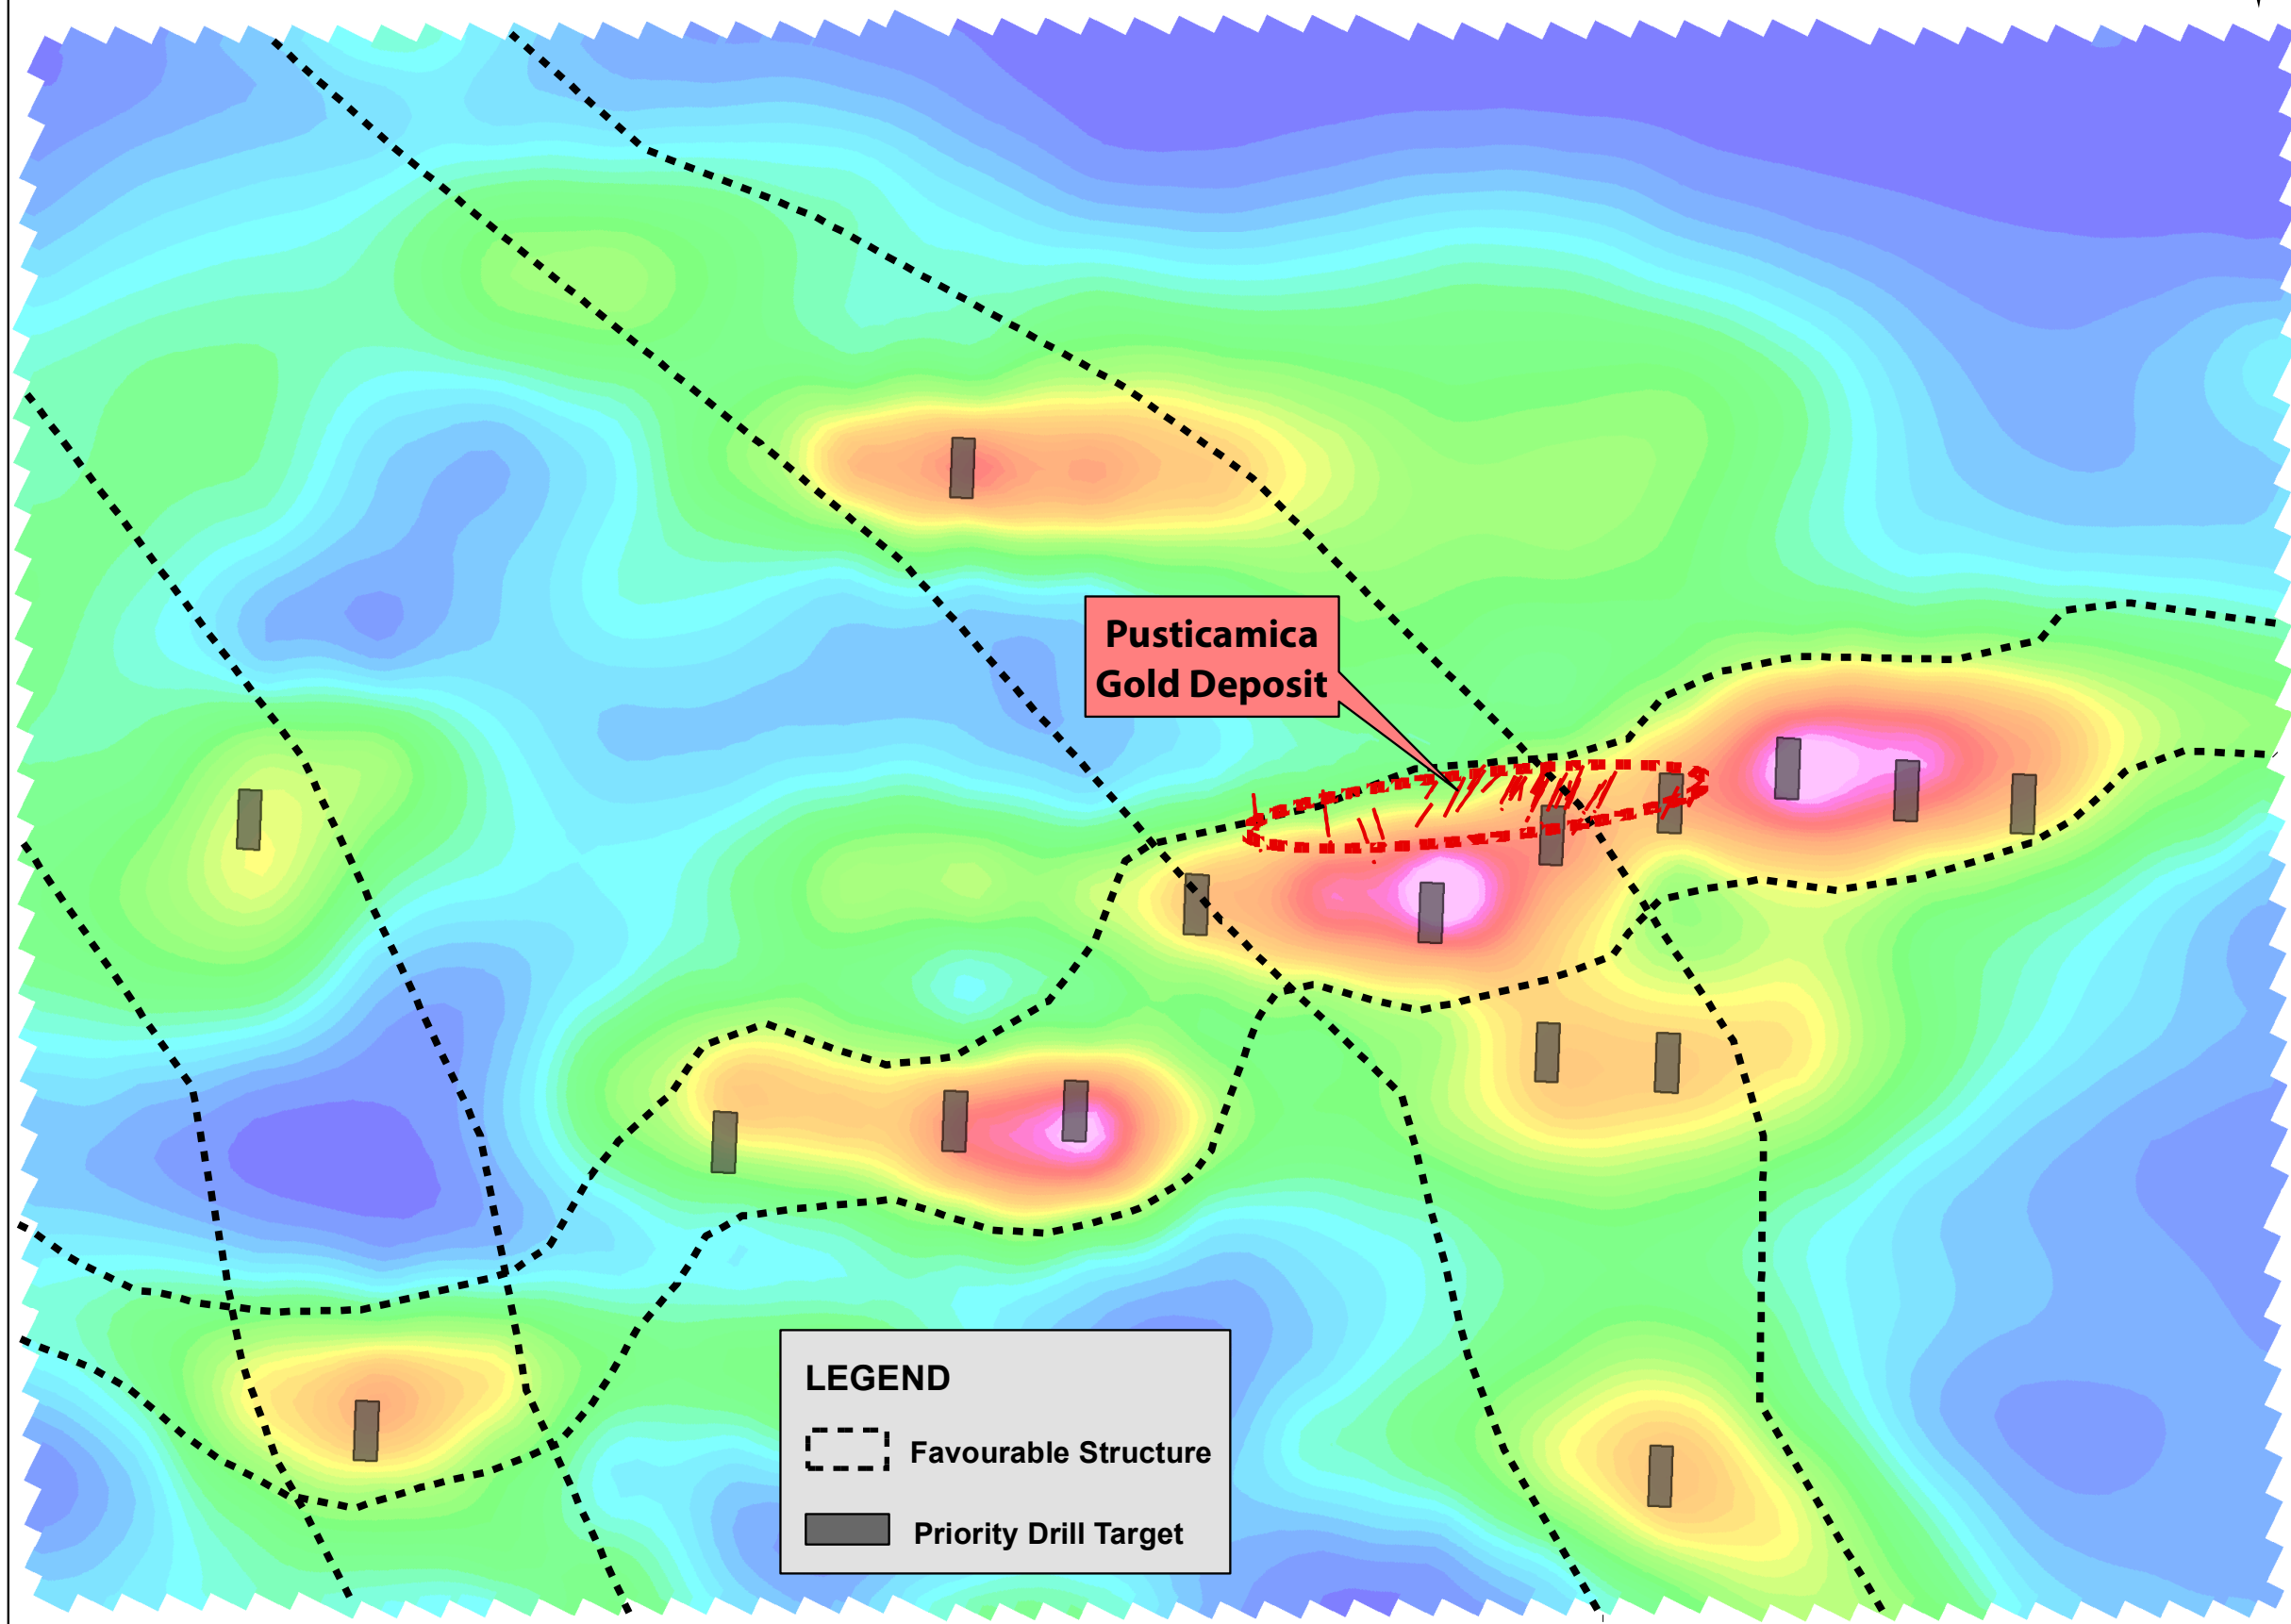 Pusticamica
Gold Deposit
LEGEND
Favourable Structure
Priority Drill Target